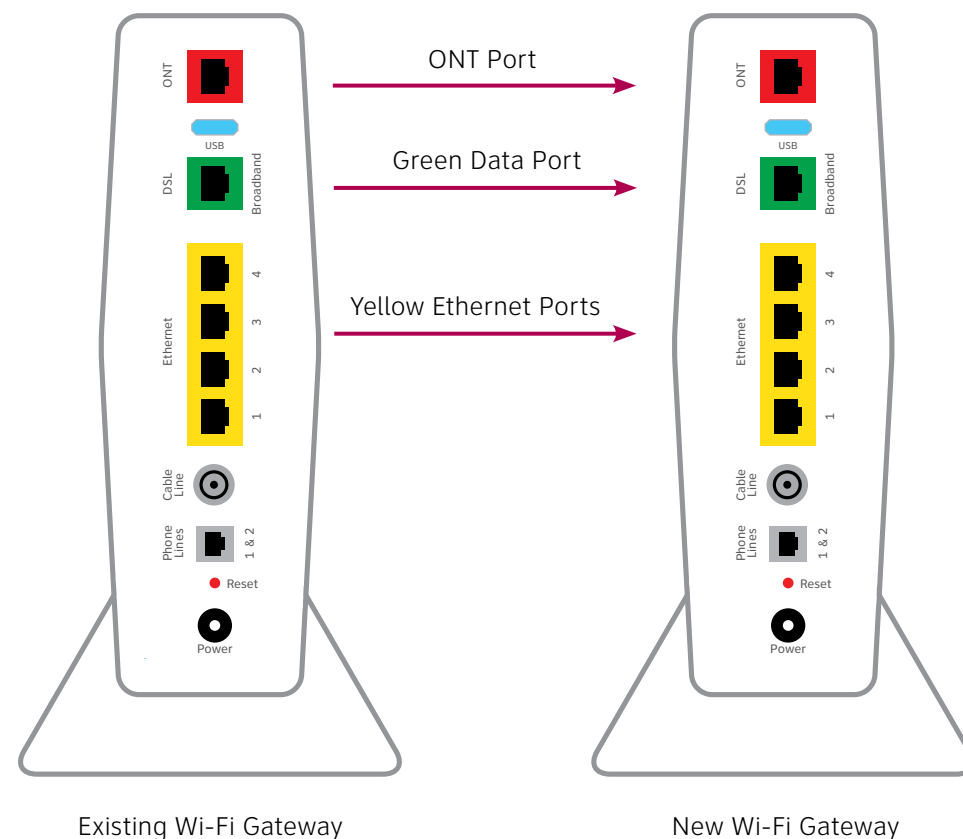 ONT
USB
DSL
Broadband
Ethernet
4
3
2
1
Cable
Line
Phone
Lines
1 & 2
Reset
Power
ONT Port
Green Data Port
Yellow Ethernet Ports
ONT
USB
DSL
Broadband
Ethernet
4
3
2
1
Cable
Line
Phone
Lines
1 & 2
Reset
Power
Existing Wi-Fi Gateway
New Wi-Fi Gateway